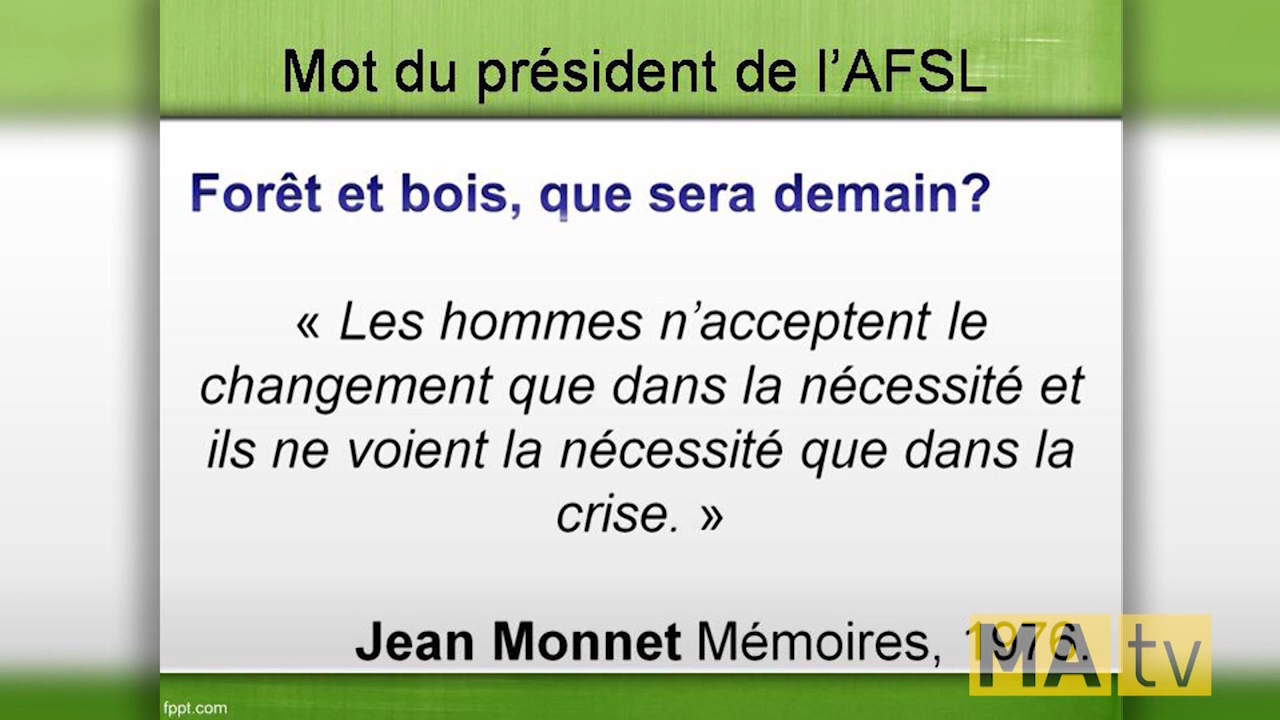 Mot du président de l’AFSL
Forêt et bois, que sera demain?
« Les hommes n’acceptent le
changement que dans la nécessité et
ils ne voient la nécessité que dans la
crise. »
Jean Monnet Mémoires, 1976.
MA tv
fppt.com